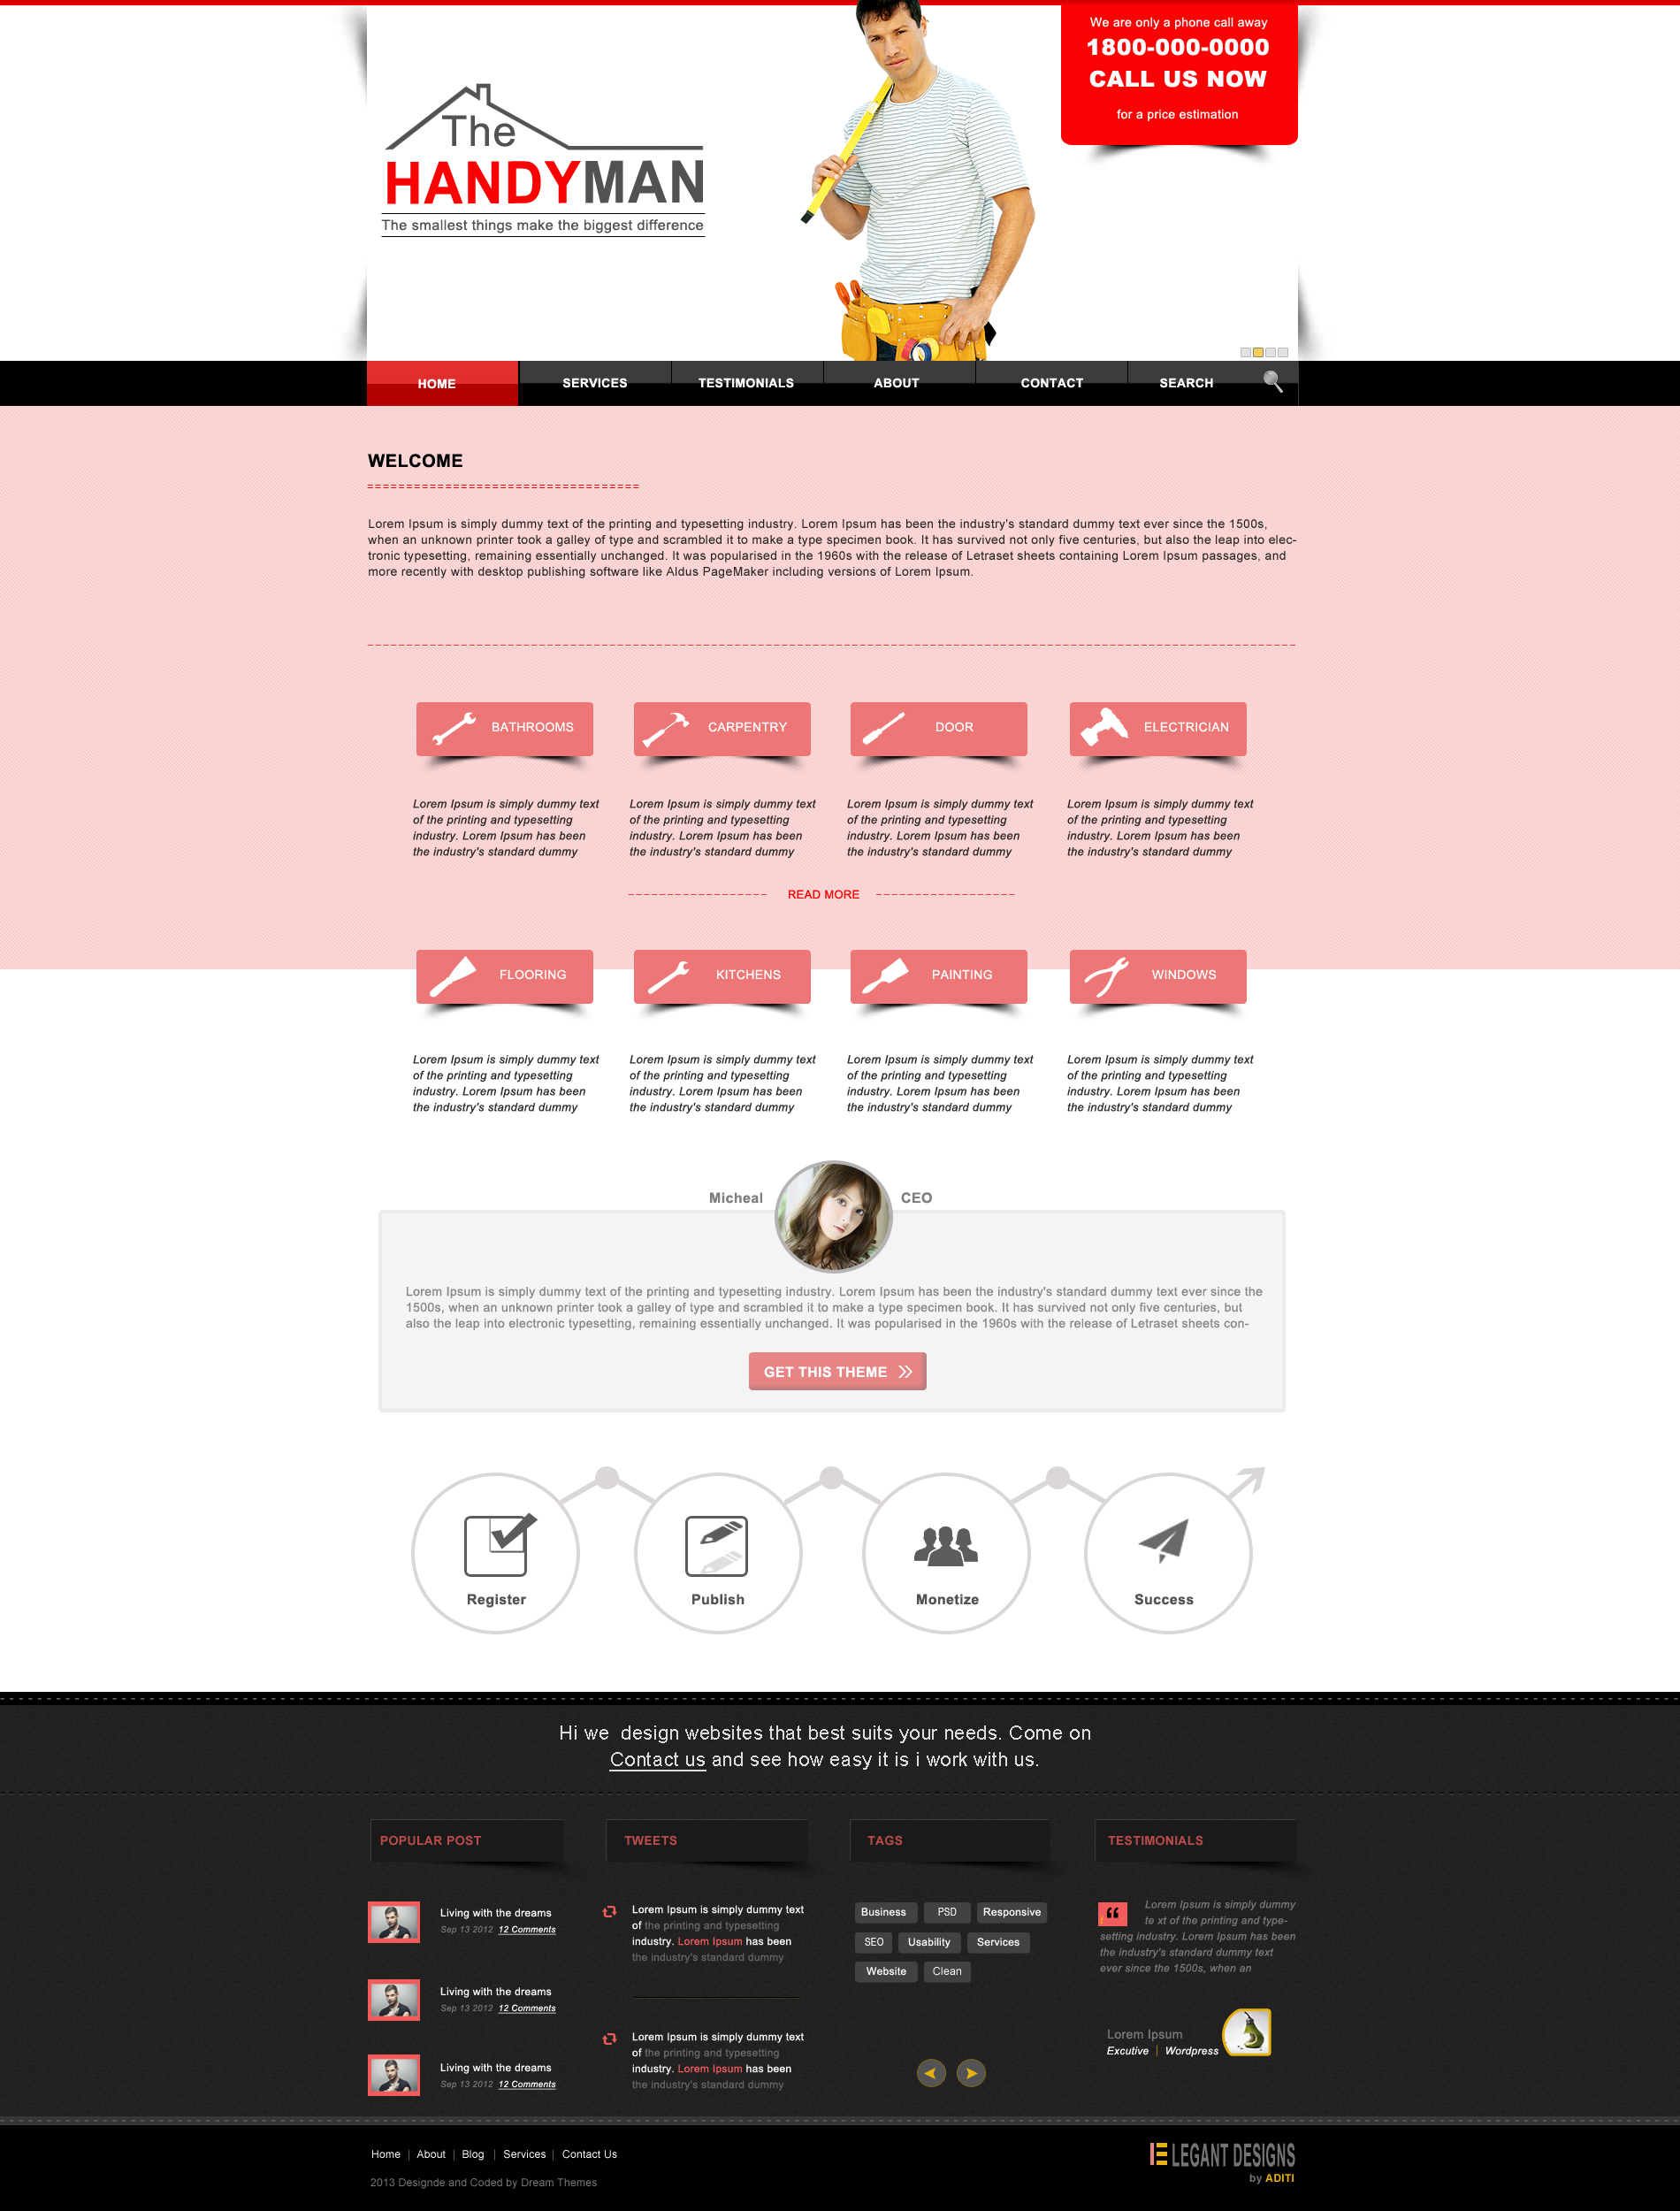 We are only a phone call away
1800-000-0000
CALL US NOW
for a price estimation
The
HANDYMAN
The smallest things make the biggest difference
HOME
SERVICES
TESTIMONIALS
ABOUT
CONTACT
SEARCH
WELCOME
Lorem Ipsum is simply dummy text of the printing and typesetting industry. Lorem Ipsum has been the industry's standard dummy text ever since the 1500s,
when an unknown printer took a galley of type and scrambled it to make a type specimen book. It has survived not only five centuries, but also the leap into elec-
tronic typesetting, remaining essentially unchanged. It was popularised in the 1960s with the release of Letraset sheets containing Lorem Ipsum passages, and
more recently with desktop publishing software like Aldus PageMaker including versions of Lorem Ipsum.
BATHROOMS
Lorem Ipsum is simply dummy text
of the printing and typesetting
industry. Lorem Ipsum has been
the industry's standard dummy
CARPENTRY
Lorem Ipsum is simply dummy text
of the printing and typesetting
industry. Lorem Ipsum has been
the industry's standard dummy
DOOR
Lorem Ipsum is simply dummy text
of the printing and typesetting
industry. Lorem Ipsum has been
the industry's standard dummy
ELECTRICIAN
Lorem Ipsum is simply dummy text
of the printing and typesetting
industry. Lorem Ipsum has been
the industry's standard dummy
READ MORE
FLOORING
Lorem Ipsum is simply dummy text
of the printing and typesetting
industry. Lorem Ipsum has been
the industry's standard dummy
KITCHENS
Lorem Ipsum is simply dummy text
of the printing and typesetting
industry. Lorem Ipsum has been
the industry's standard dummy
PAINTING
Lorem Ipsum is simply dummy text
of the printing and typesetting
industry. Lorem Ipsum has been
the industry's standard dummy
WINDOWS
Lorem Ipsum is simply dummy text
of the printing and typesetting
industry. Lorem Ipsum has been
the industry's standard dummy
Micheal
CEO
Lorem Ipsum is simply dummy text of the printing and typesetting industry. Lorem Ipsum has been the industry's standard dummy text ever since the
1500s, when an unknown printer took a galley of type and scrambled it to make a type specimen book. It has survived not only five centuries, but
also the leap into electronic typesetting, remaining essentially unchanged. It was popularised in the 1960s with the release of Letraset sheets con-
GET THIS THEME
Register
Publish
Monetize
Success
Hi we design websites that best suits your needs. Come on
Contact us and see how easy it is i work with us.
POPULAR POST
Living with the dreams
Sep 13 2012 12 Comments
Living with the dreams
Sep 13 2012 12 Comments
Living with the dreams
Sep 13 2012 12 Comments
TWEETS
Lorem Ipsum is simply dummy text
of the printing and typesetting
industry. Lorem Ipsum has been
the industry's standard dummy
Lorem Ipsum is simply dummy text
of the printing and typesetting
industry. Lorem Ipsum has been
the industry's standard dummy
TAGS
Business PSD Responsive
SEO Usability Services
Website Clean
TESTIMONIALS
Lorem Ipsum is simply dummy
te xt of the printing and type-
setting industry. Lorem Ipsum has been
the industry's standard dummy text
ever since the 1500s, when an
Lorem Ipsum
Excutive | Wordpress
Home | About | Blog | Services | Contact Us
2013 Designde and Coded by Dream Themes
ELEGANT DESIGNS
by ADITI